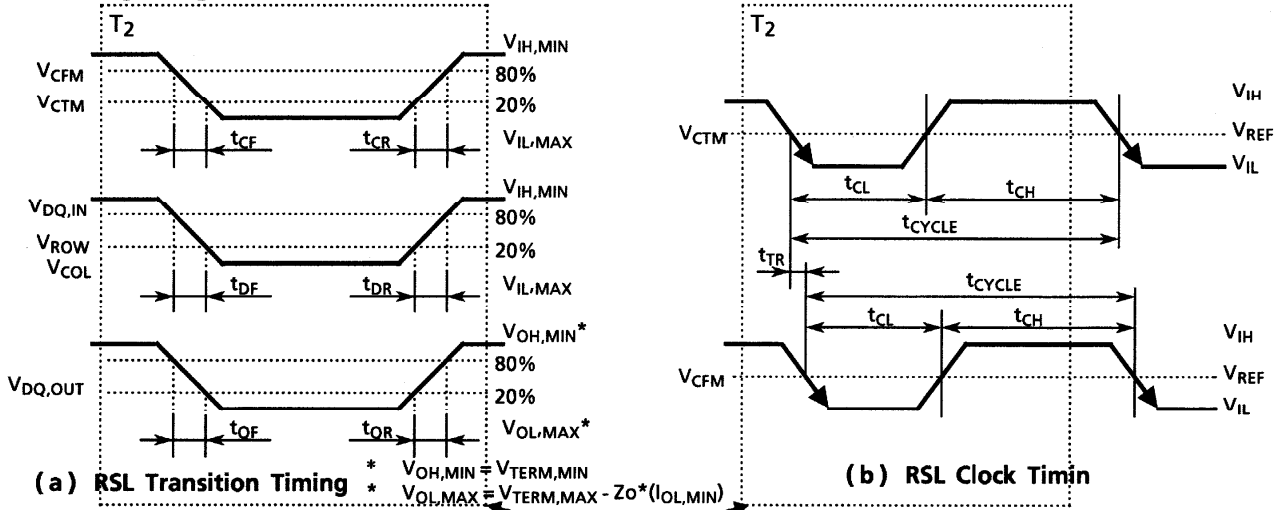 T2
VIH,MIN
VCFM
80%
VCTM
20%
tCF
tCR
VIL,MAX
VIH,MIN
VDQ,IN
80%
VROW
20%
VCOL
tDF
tDR
VIL,MAX
VOH,MIN*
80%
VDQ,OUT
20%
tQF
tQR
VOL,MAX*
(a) RSL Transition Timing
* VOH,MIN = VTERM,MIN
* VOL,MAX = VTERM,MAX - Zo*(IOL,MIN)
T2
VIH
VCTM
VREF
VIL
tCL
tCH
tCYCLE
tTR
tCYCLE
tCL
tCH
VIH
VCFM
VREF
VIL
(b) RSL Clock Timin